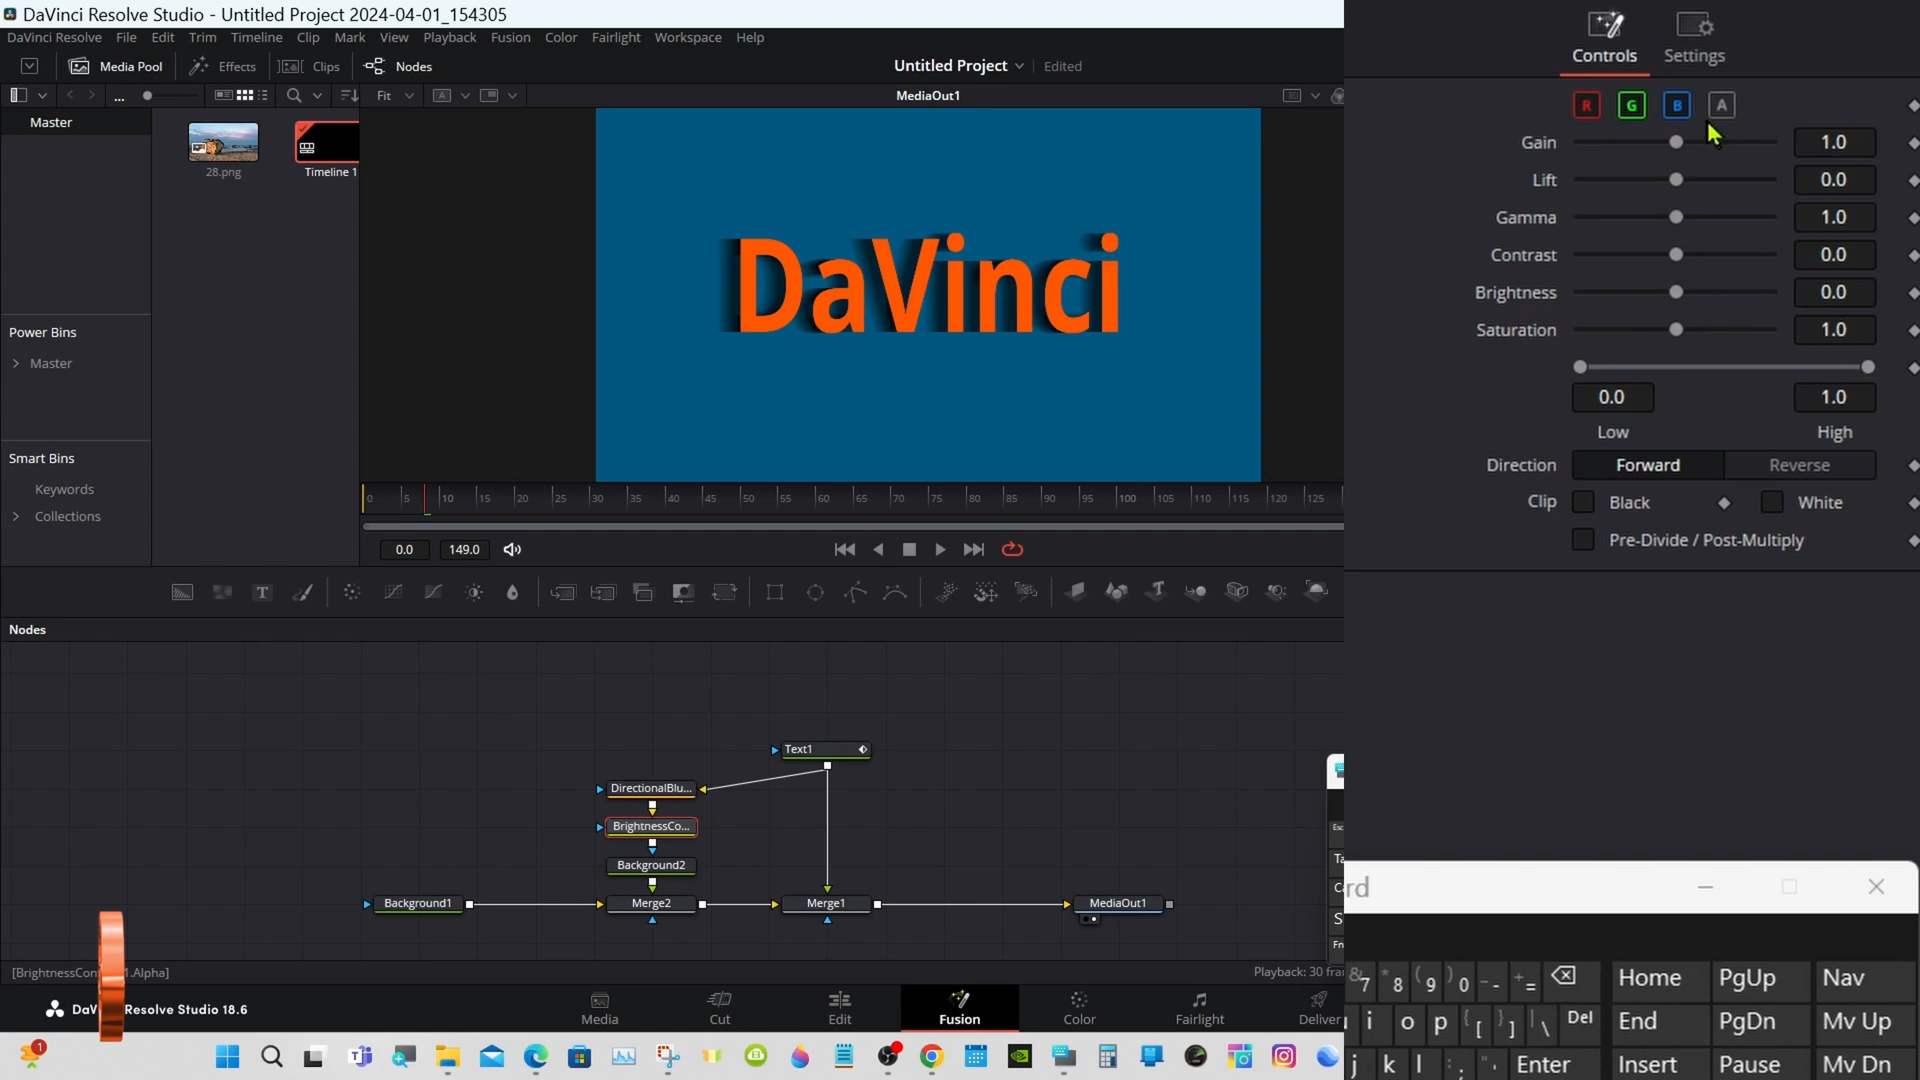 DaVinci Resolve Studio - Untitled Project 2024-04-01_154305
DaVinci Resolve File Edit Trim Timeline Clip Mark View Playback Fusion Color Fairlight Workspace Help
Media Pool Effects Clips Nodes Untitled Project Edited
... Fit A MediaOut1
Master
28.png Timeline 1
Power Bins
Master
Smart Bins
Keywords
Collections
DaVinci
0 5 10 15 20 25 30 35 40 45 50 55 60 65 70 75 80 85 90 95 100 105 110 115 120 125
0.0 149.0
T
Nodes
Text1
DirectionalBlu...
BrightnessCo...
Background2
Background1 Merge2 Merge1 MediaOut1
1.Alpha]
Playback: 30 fra
Resolve Studio 18.6
Media Cut Edit Fusion Color Fairlight Deliver
1
Controls Settings
R G B A
Gain 1.0
Lift 0.0
Gamma 1.0
Contrast 0.0
Brightness 0.0
Saturation 1.0
0.0 1.0
Low High
Direction Forward Reverse
Clip Black White
Pre-Divide / Post-Multiply
rd
Esc
Fn
& 7 * 8 ( 9 ) 0 _ - + = Home PgUp Nav
i o p { [ } ] | \ Del End PgDn Mv Up
j k l : ; " ' Enter Insert Pause Mv Dn